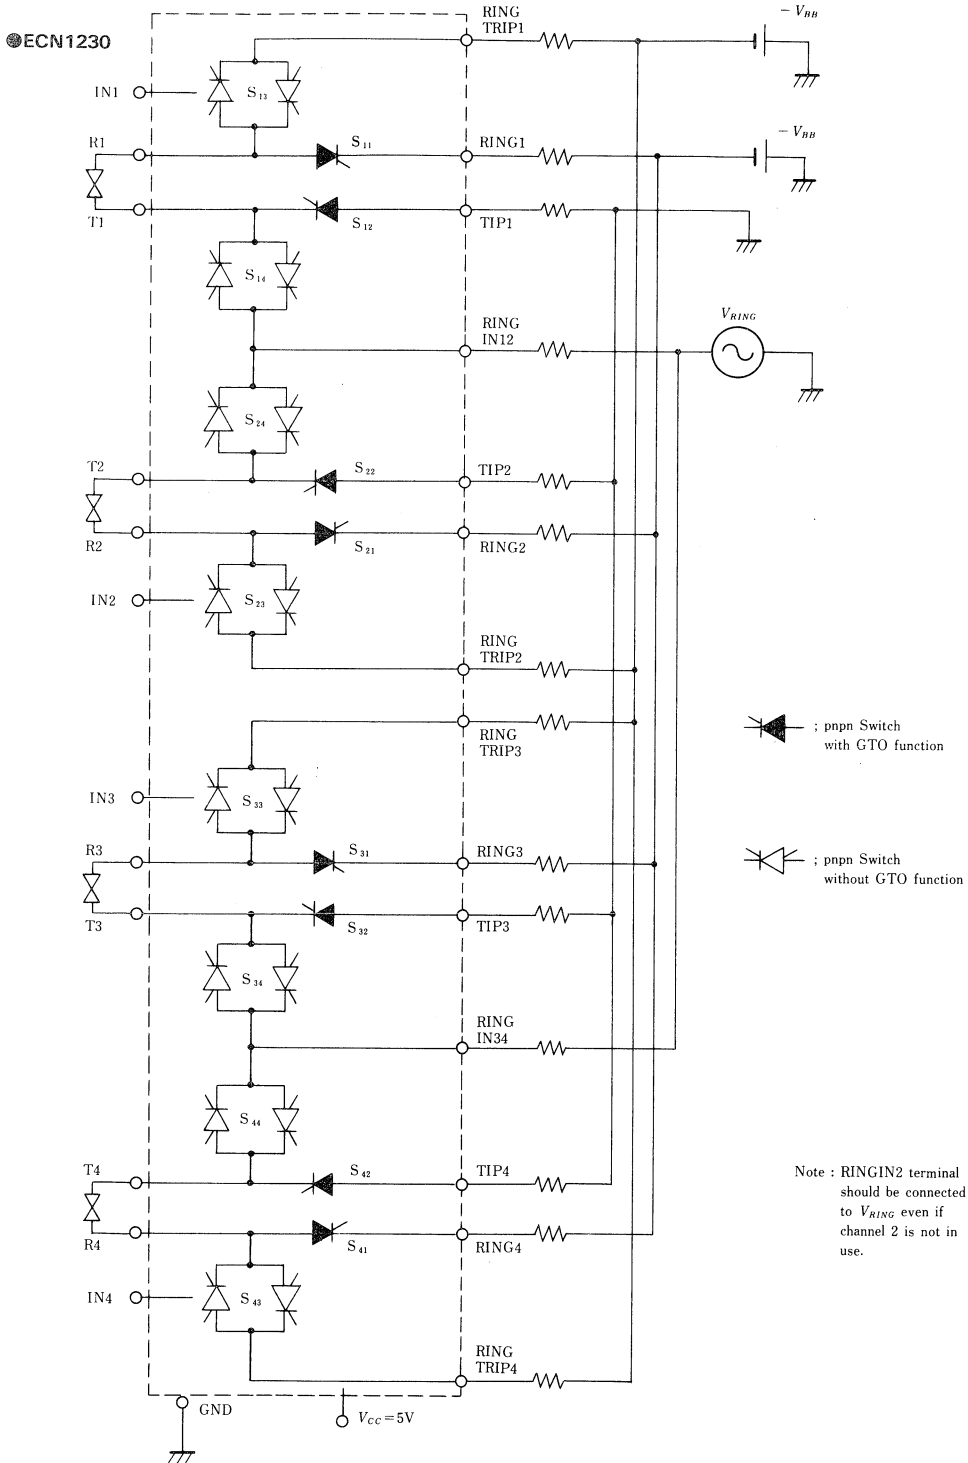 ●ECN1230
RING
TRIP1
−V_BB
IN1
S₁₃
R1
S₁₁
RING1
−V_BB
T1
S₁₂
TIP1
S₁₄
RING
IN12
V_RING
S₂₄
T2
S₂₂
TIP2
R2
S₂₁
RING2
IN2
S₂₃
RING
TRIP2
RING
TRIP3
; pnpn Switch
with GTO function
IN3
S₃₃
R3
S₃₁
RING3
; pnpn Switch
without GTO function
T3
S₃₂
TIP3
S₃₄
RING
IN34
S₄₄
T4
S₄₂
TIP4
Note : RINGIN2 terminal
should be connected
to V_RING even if
channel 2 is not in
use.
R4
S₄₁
RING4
IN4
S₄₃
RING
TRIP4
GND
V_CC=5V